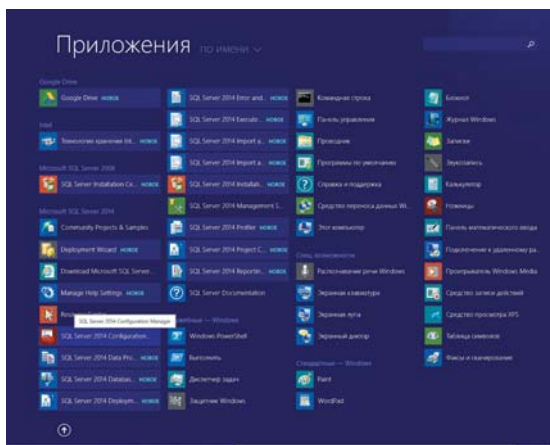 Приложения по имени
Google Drive
Google Drive НОВОЕ
Intel
Технология хранения Int... НОВОЕ
Microsoft SQL Server 2008
SQL Server Installation Ce... НОВОЕ
Microsoft SQL Server 2014
Community Projects & Samples
Deployment Wizard НОВОЕ
Download Microsoft SQL Server...
Manage Help Settings НОВОЕ
SQL Server 2014 Configuration Manager
SQL Server 2014 Configuration...
SQL Server 2014 Data Pro... НОВОЕ
SQL Server 2014 Databas... НОВОЕ
SQL Server 2014 Deploym... НОВОЕ
SQL Server 2014 Error and... НОВОЕ
SQL Server 2014 Execute ... НОВОЕ
SQL Server 2014 Import a... НОВОЕ
SQL Server 2014 Import a... НОВОЕ
SQL Server 2014 Installati... НОВОЕ
SQL Server 2014 Management S...
SQL Server 2014 Profiler НОВОЕ
SQL Server 2014 Project C... НОВОЕ
SQL Server 2014 Reportin... НОВОЕ
SQL Server Documentation
— Windows
Windows PowerShell
Выполнить
Диспетчер задач
Защитник Windows
Командная строка
Панель управления
Проводник
Программы по умолчанию
Справка и поддержка
Средство переноса данных Wi...
Этот компьютер
Спец. возможности
Распознавание речи Windows
Экранная клавиатура
Экранная лупа
Экранный диктор
Стандартные — Windows
Paint
WordPad
Блокнот
Журнал Windows
Записки
Звукозапись
Калькулятор
Ножницы
Панель математического ввода
Подключение к удаленному ра...
Проигрыватель Windows Media
Средство записи действий
Средство просмотра XPS
Таблица символов
Факсы и сканирование